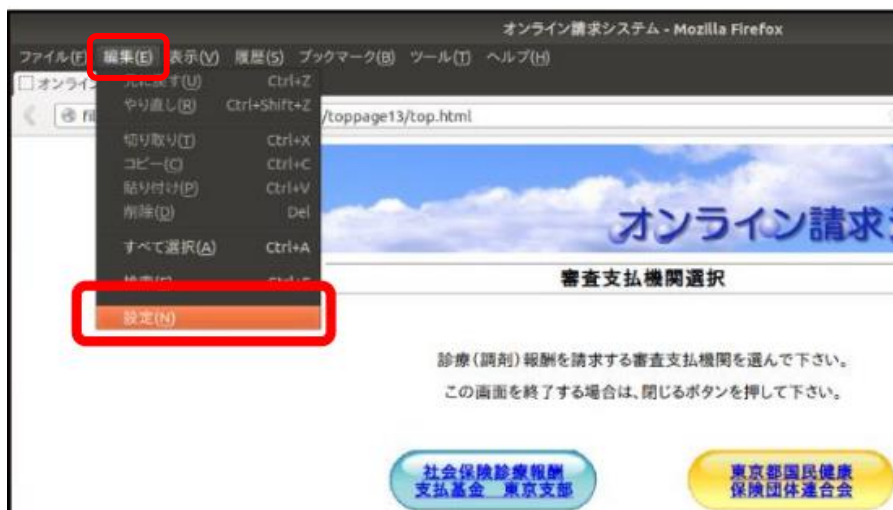 オンライン請求システム - Mozilla Firefox
ファイル(F) 編集(E) 表示(V) 履歴(S) ブックマーク(B) ツール(T) ヘルプ(H)
オンライン
元に戻す(U) Ctrl+Z
やり直し(R) Ctrl+Shift+Z
fil /toppage13/top.html
切り取り(T) Ctrl+X
コピー(C) Ctrl+C
貼り付け(P) Ctrl+V
削除(D) Del
すべて選択(A) Ctrl+A
オンライン請求
審査支払機関選択
設定(N)
診療(調剤)報酬を請求する審査支払機関を選んで下さい。
この画面を終了する場合は、閉じるボタンを押して下さい。
社会保険診療報酬
支払基金 東京支部
東京都国民健康
保険団体連合会